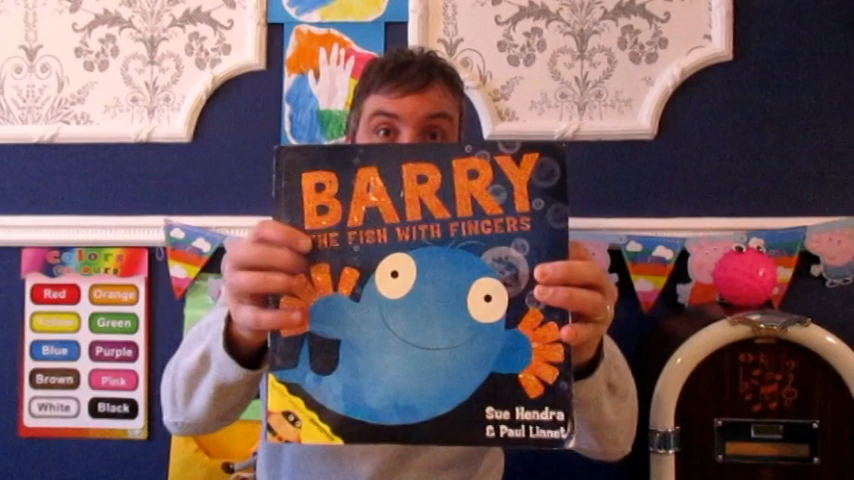 BARRY
THE FISH WITH FINGERS
Sue Hendra
& Paul Linnet
Colors
Colours
Red Orange
Yellow Green
Blue Purple
Brown Pink
White Black